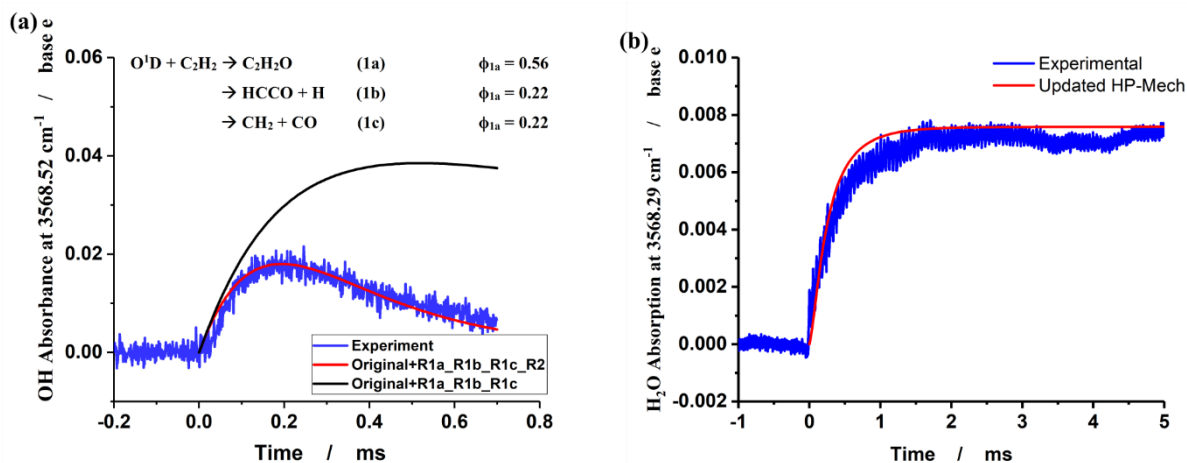 (a)
O¹D + C₂H₂ → C₂H₂O (1a) ϕ₁ₐ = 0.56
→ HCCO + H (1b) ϕ₁ₐ = 0.22
→ CH₂ + CO (1c) ϕ₁ₐ = 0.22
OH Absorbance at 3568.52 cm⁻¹ / base e
0.06
0.04
0.02
0.00
Experiment
Original+R1a_R1b_R1c_R2
Original+R1a_R1b_R1c
-0.2 0.0 0.2 0.4 0.6 0.8
Time / ms
(b)
H₂O Absorption at 3568.29 cm⁻¹ / base e
0.010
0.008
0.006
0.004
0.002
0.000
-0.002
Experimental
Updated HP-Mech
-1 0 1 2 3 4 5
Time / ms